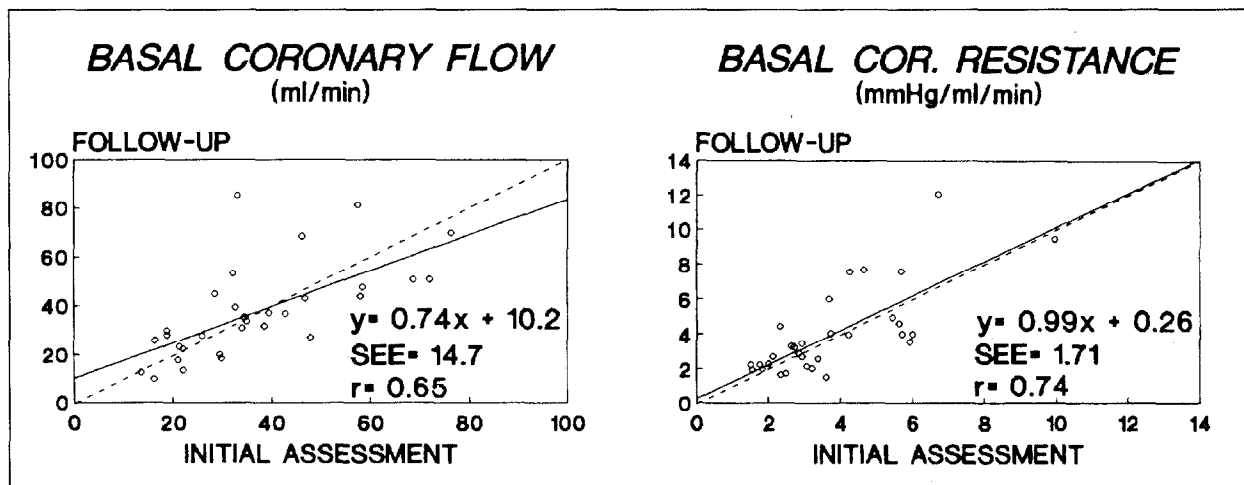 BASAL CORONARY FLOW
(ml/min)
FOLLOW-UP
100
80
60
40
20
0
y= 0.74x + 10.2
SEE= 14.7
r= 0.65
0 20 40 60 80 100
INITIAL ASSESSMENT
BASAL COR. RESISTANCE
(mmHg/ml/min)
FOLLOW-UP
14
12
10
8
6
4
2
0
y= 0.99x + 0.26
SEE= 1.71
r= 0.74
0 2 4 6 8 10 12 14
INITIAL ASSESSMENT